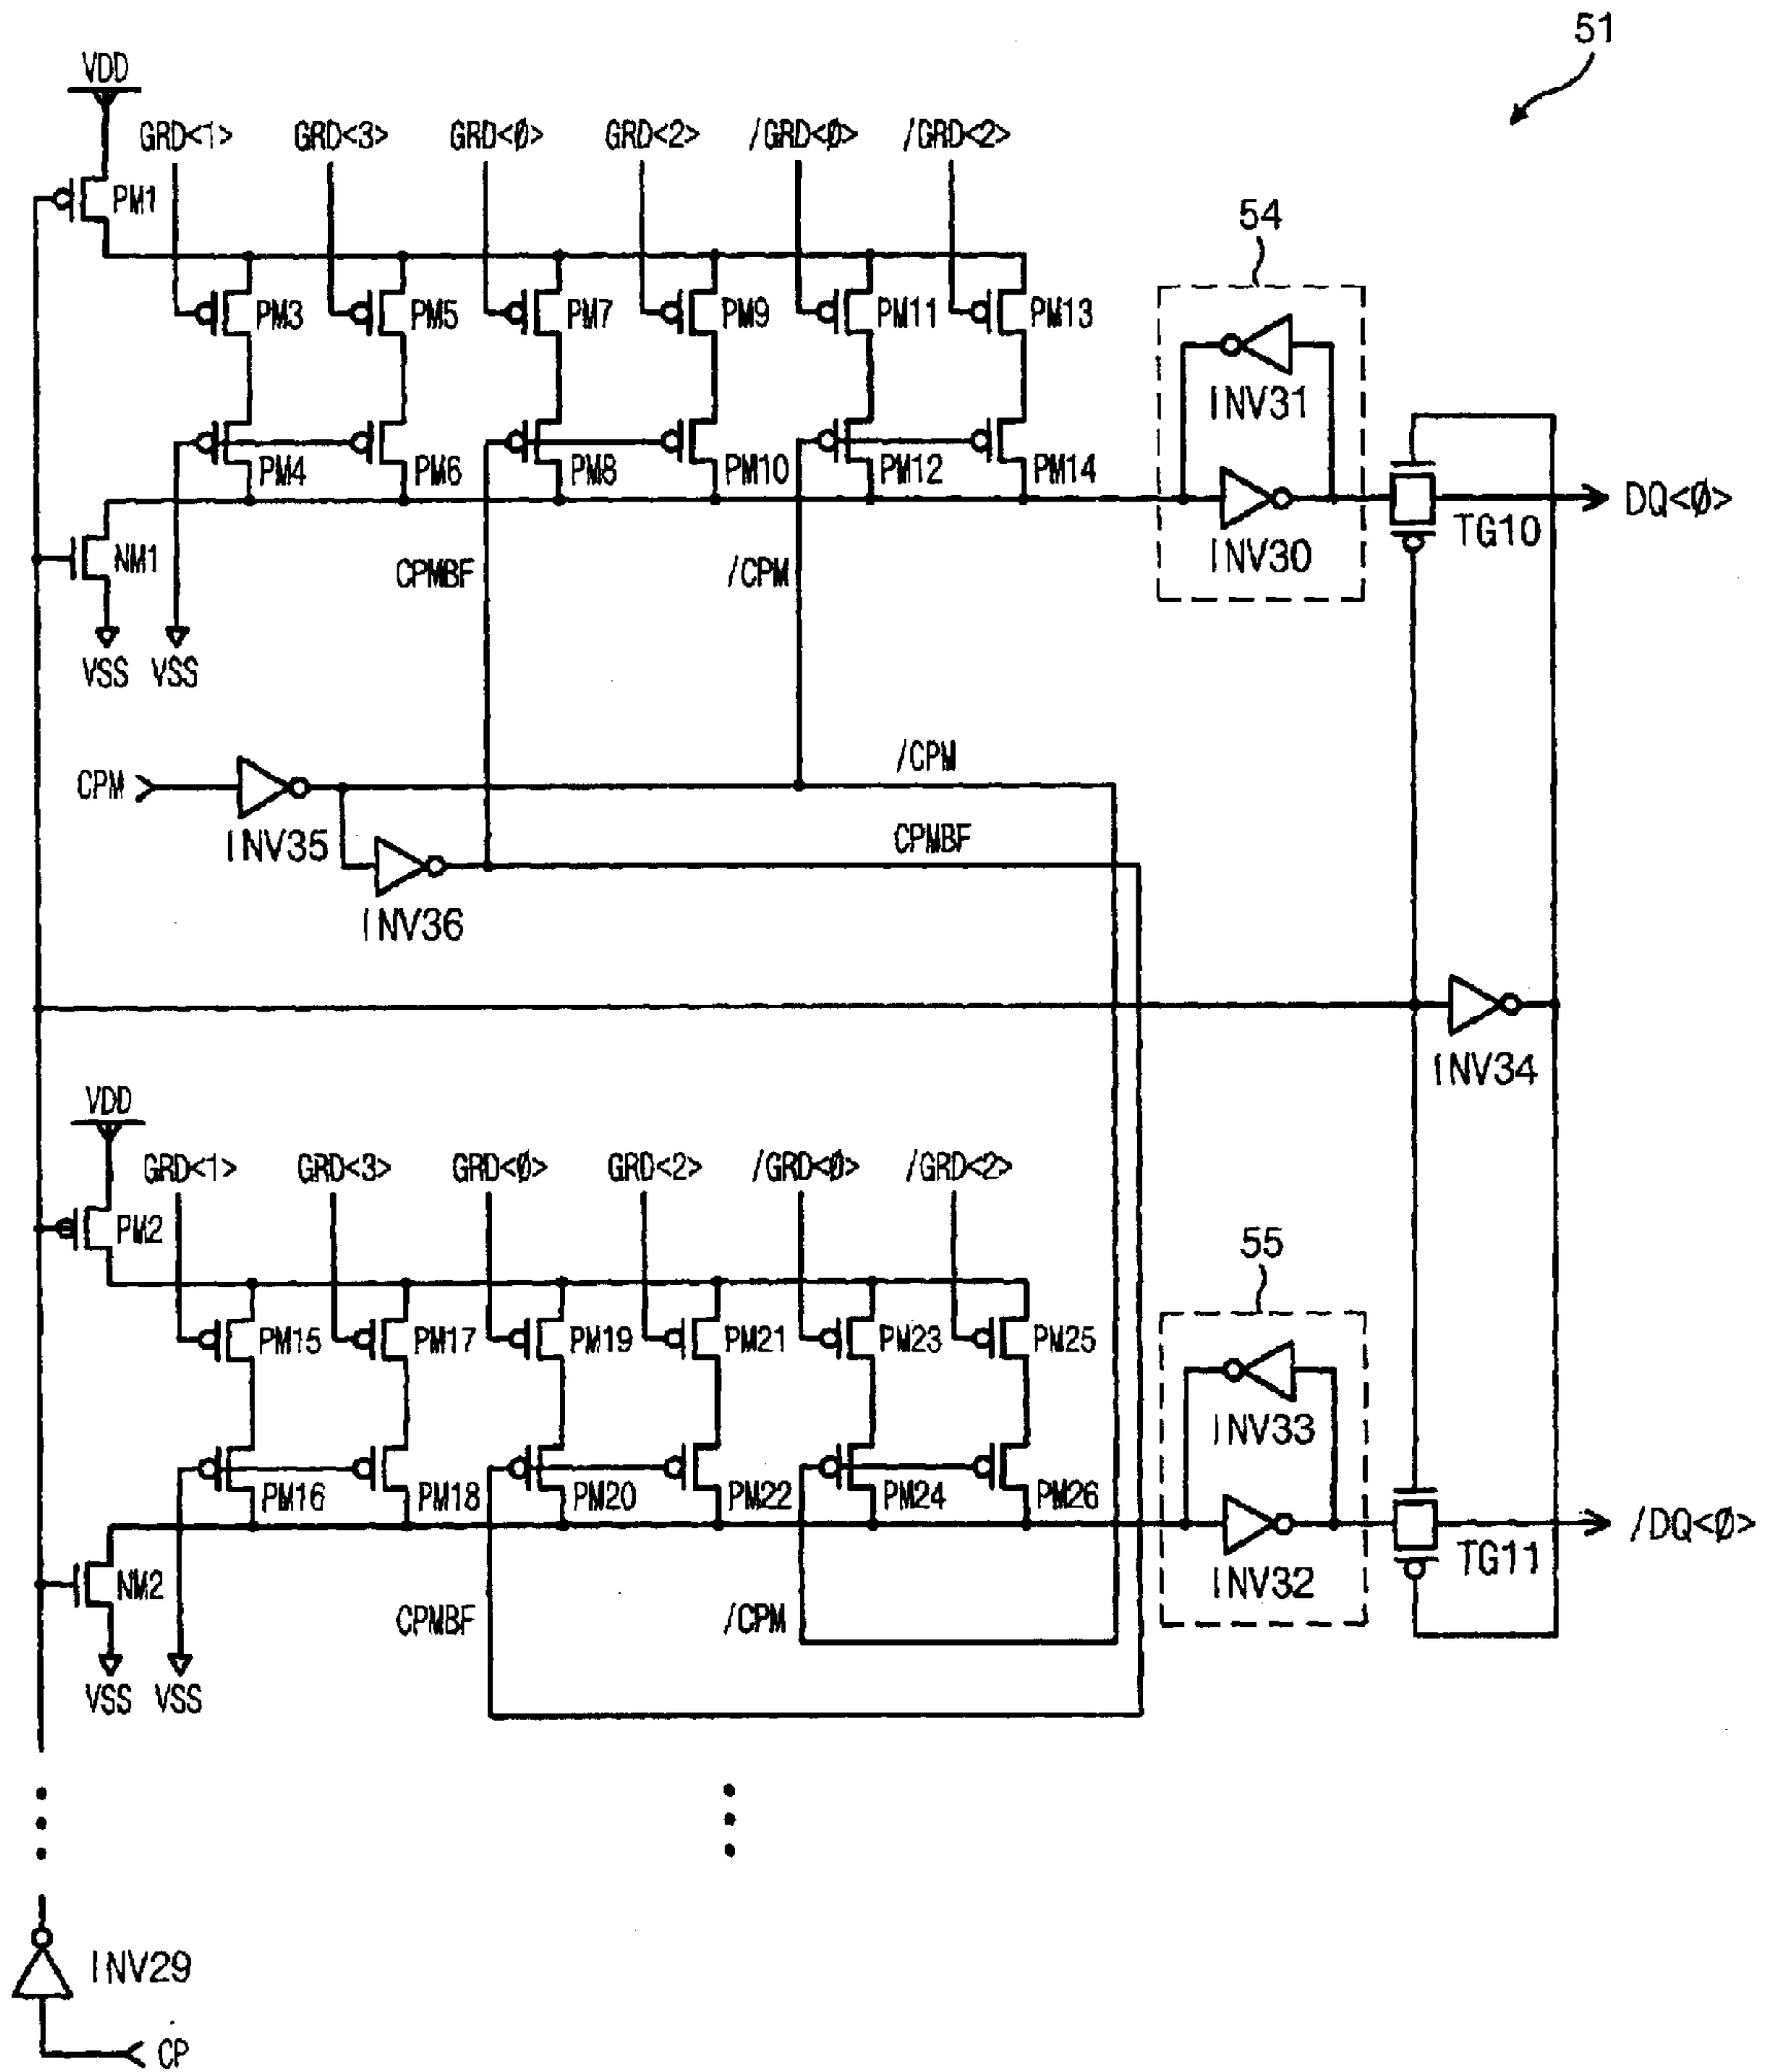 51
VDD
GRD<1> GRD<3> GRD<Ø> GRD<2> /GRD<Ø> /GRD<2>
PM1
54
PM3 PM5 PM7 PM9 PM11 PM13
INV31
PM4 PM6 PM8 PM10 PM12 PM14
DQ<Ø>
TG10
NM1
CPMBF
/CPM
INV30
VSS VSS
/CPM
CPM
INV35
CPMBF
INV36
INV34
VDD
GRD<1> GRD<3> GRD<Ø> GRD<2> /GRD<Ø> /GRD<2>
PM2
55
PM15 PM17 PM19 PM21 PM23 PM25
INV33
PM16 PM18 PM20 PM22 PM24 PM26
/DQ<Ø>
TG11
NM2
INV32
CPMBF
/CPM
VSS VSS
INV29
CP